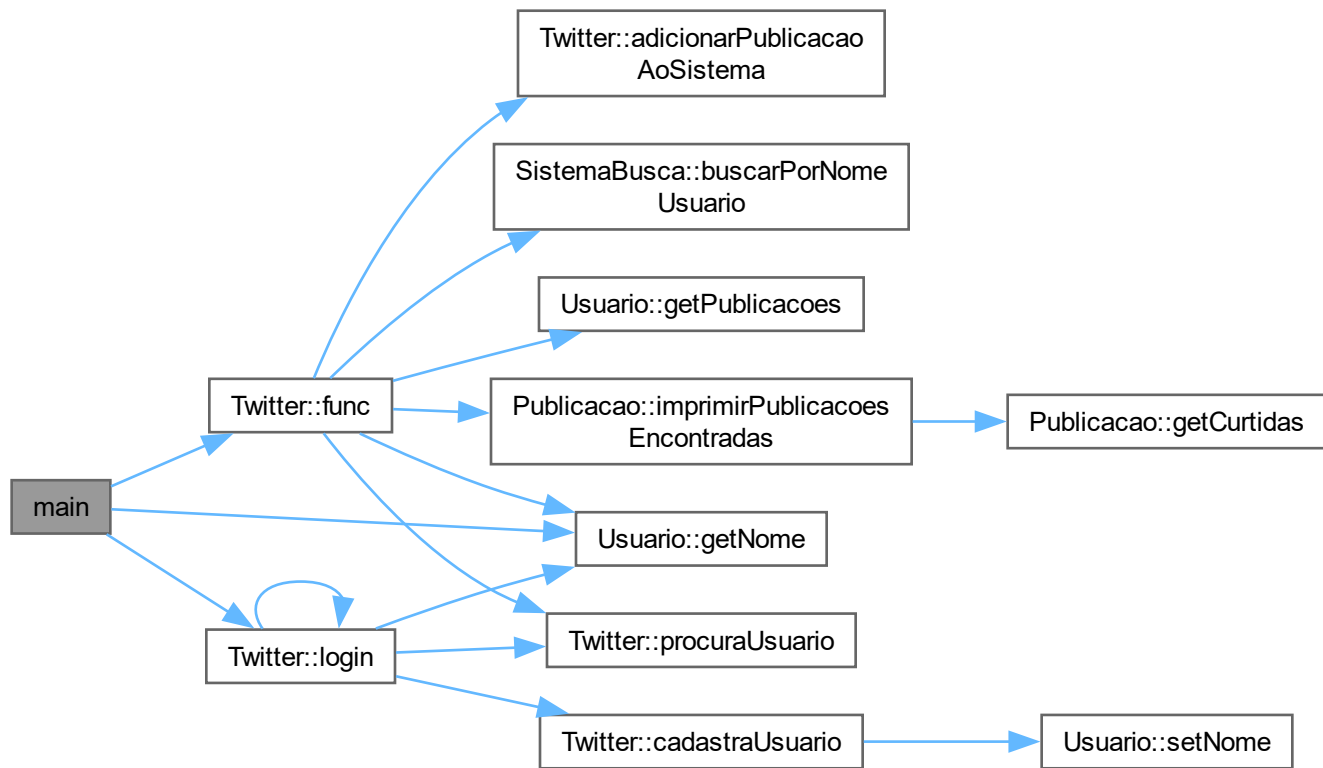 Twitter::adicionarPublicacao
AoSistema
SistemaBusca::buscarPorNome
Usuario
Usuario::getPublicacoes
Twitter::func
Publicacao::imprimirPublicacoes
Encontradas
Publicacao::getCurtidas
main
Usuario::getNome
Twitter::login
Twitter::procuraUsuario
Twitter::cadastraUsuario
Usuario::setNome